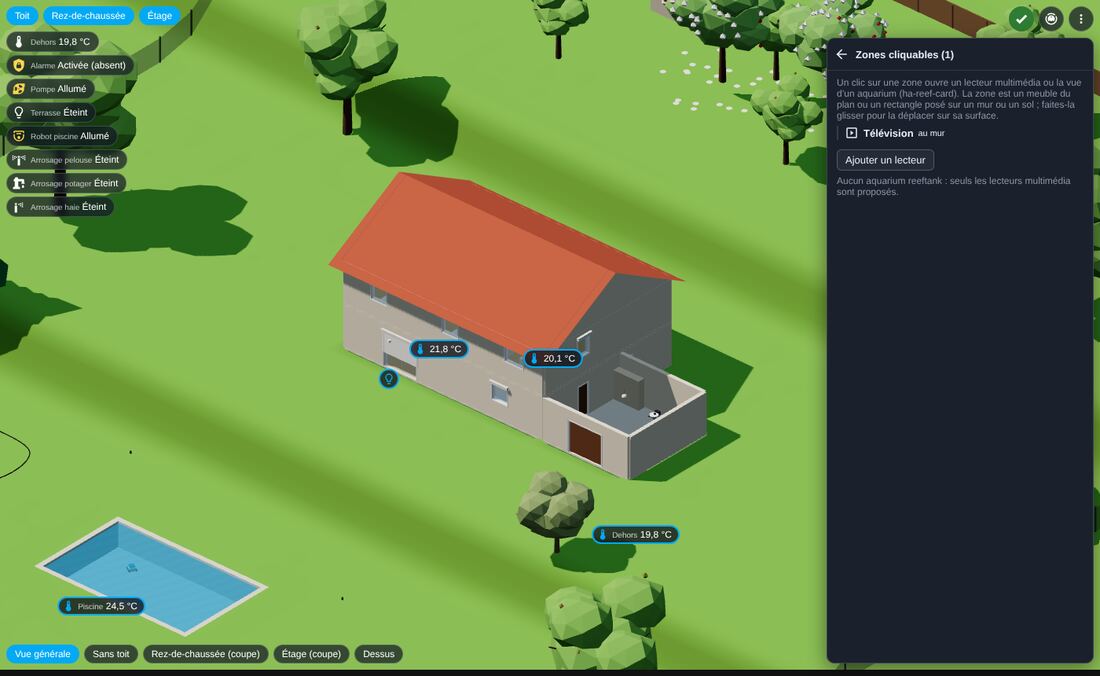 Toit
Rez-de-chaussée
Étage
Dehors 19,8 °C
Alarme Activée (absent)
Pompe Allumé
Terrasse Éteint
Robot piscine Allumé
Arrosage pelouse Éteint
Arrosage potager Éteint
Arrosage haie Éteint
21,8 °C
20,1 °C
Dehors 19,8 °C
Piscine 24,5 °C
Vue générale
Sans toit
Rez-de-chaussée (coupe)
Étage (coupe)
Dessus
Zones cliquables (1)
Un clic sur une zone ouvre un lecteur multimédia ou la vue
d'un aquarium (ha-reef-card). La zone est un meuble du
plan ou un rectangle posé sur un mur ou un sol ; faites-la
glisser pour la déplacer sur sa surface.
Télévision au mur
Ajouter un lecteur
Aucun aquarium reeftank : seuls les lecteurs multimédia
sont proposés.